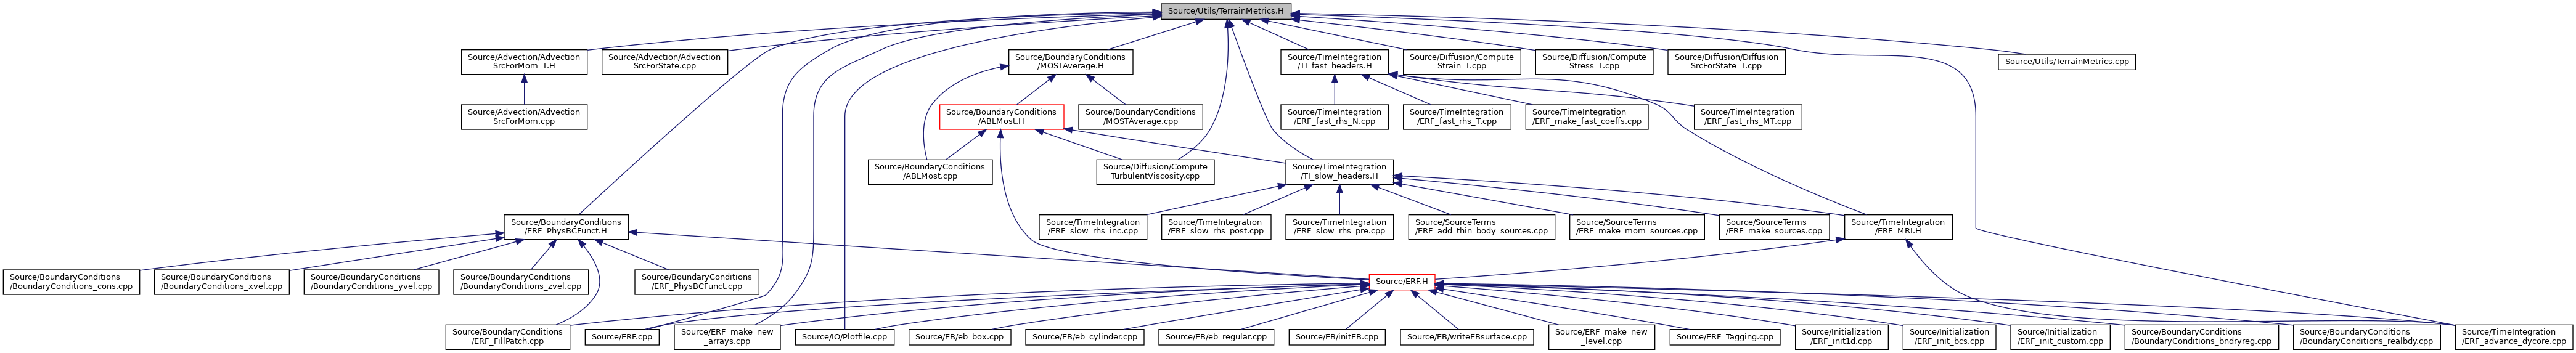 Source/Utils/TerrainMetrics.H
Source/Advection/Advection
SrcForMom_T.H
Source/Advection/Advection
SrcForState.cpp
Source/BoundaryConditions
/MOSTAverage.H
Source/TimeIntegration
/TI_fast_headers.H
Source/Diffusion/Compute
Strain_T.cpp
Source/Diffusion/Compute
Stress_T.cpp
Source/Diffusion/Diffusion
SrcForState_T.cpp
Source/Utils/TerrainMetrics.cpp
Source/Advection/Advection
SrcForMom.cpp
Source/BoundaryConditions
/ABLMost.H
Source/BoundaryConditions
/MOSTAverage.cpp
Source/TimeIntegration
/ERF_fast_rhs_N.cpp
Source/TimeIntegration
/ERF_fast_rhs_T.cpp
Source/TimeIntegration
/ERF_make_fast_coeffs.cpp
Source/TimeIntegration
/ERF_fast_rhs_MT.cpp
Source/BoundaryConditions
/ABLMost.cpp
Source/Diffusion/Compute
TurbulentViscosity.cpp
Source/TimeIntegration
/TI_slow_headers.H
Source/BoundaryConditions
/ERF_PhysBCFunct.H
Source/TimeIntegration
/ERF_slow_rhs_inc.cpp
Source/TimeIntegration
/ERF_slow_rhs_post.cpp
Source/TimeIntegration
/ERF_slow_rhs_pre.cpp
Source/SourceTerms
/ERF_add_thin_body_sources.cpp
Source/SourceTerms
/ERF_make_mom_sources.cpp
Source/SourceTerms
/ERF_make_sources.cpp
Source/TimeIntegration
/ERF_MRI.H
Source/BoundaryConditions
/BoundaryConditions_cons.cpp
Source/BoundaryConditions
/BoundaryConditions_xvel.cpp
Source/BoundaryConditions
/BoundaryConditions_yvel.cpp
Source/BoundaryConditions
/BoundaryConditions_zvel.cpp
Source/BoundaryConditions
/ERF_PhysBCFunct.cpp
Source/ERF.H
Source/BoundaryConditions
/ERF_FillPatch.cpp
Source/ERF.cpp
Source/ERF_make_new
_arrays.cpp
Source/IO/Plotfile.cpp
Source/EB/eb_box.cpp
Source/EB/eb_cylinder.cpp
Source/EB/eb_regular.cpp
Source/EB/initEB.cpp
Source/EB/writeEBsurface.cpp
Source/ERF_make_new
_level.cpp
Source/ERF_Tagging.cpp
Source/Initialization
/ERF_init1d.cpp
Source/Initialization
/ERF_init_bcs.cpp
Source/Initialization
/ERF_init_custom.cpp
Source/BoundaryConditions
/BoundaryConditions_bndryreg.cpp
Source/BoundaryConditions
/BoundaryConditions_realbdy.cpp
Source/TimeIntegration
/ERF_advance_dycore.cpp